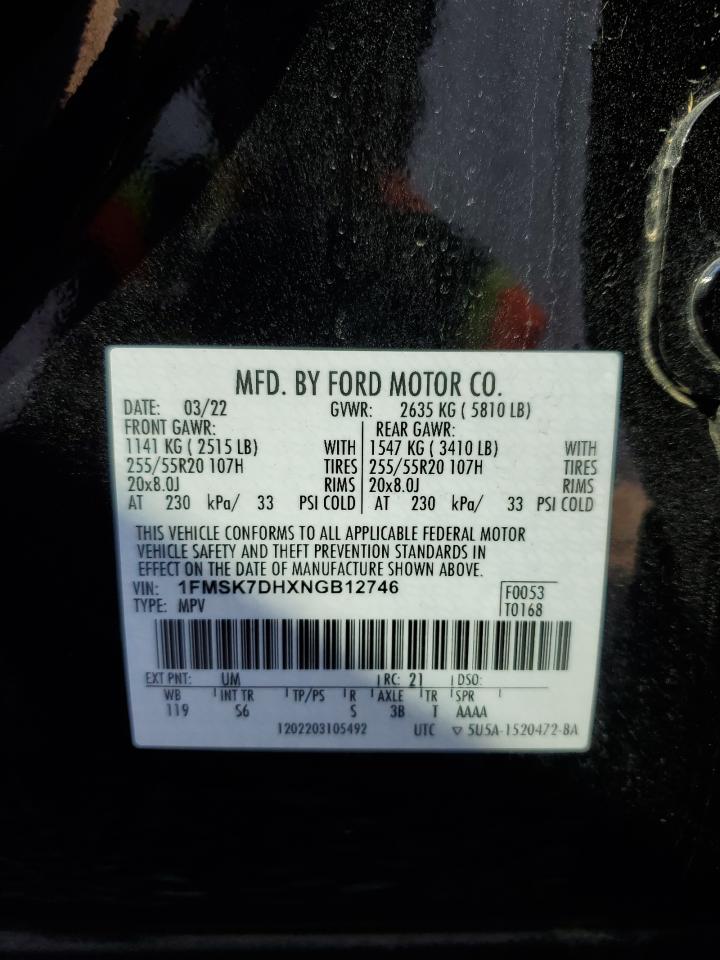 MFD. BY FORD MOTOR CO.
DATE: 03/22 GVWR: 2635 KG ( 5810 LB)
FRONT GAWR: REAR GAWR:
1141 KG ( 2515 LB) WITH 1547 KG ( 3410 LB) WITH
255/55R20 107H TIRES 255/55R20 107H TIRES
20x8.0J RIMS 20x8.0J RIMS
AT 230 kPa/ 33 PSI COLD AT 230 kPa/ 33 PSI COLD
THIS VEHICLE CONFORMS TO ALL APPLICABLE FEDERAL MOTOR
VEHICLE SAFETY AND THEFT PREVENTION STANDARDS IN
EFFECT ON THE DATE OF MANUFACTURE SHOWN ABOVE.
VIN: 1FMSK7DHXNGB12746 F0053
TYPE: MPV T0168
EXT PNT: UM RC: 21 DSO:
WB INT TR TP/PS R AXLE TR SPR
119 S6 S 3B T AAAA
1202203105492 UTC ▽ 5U5A-1520472-BA